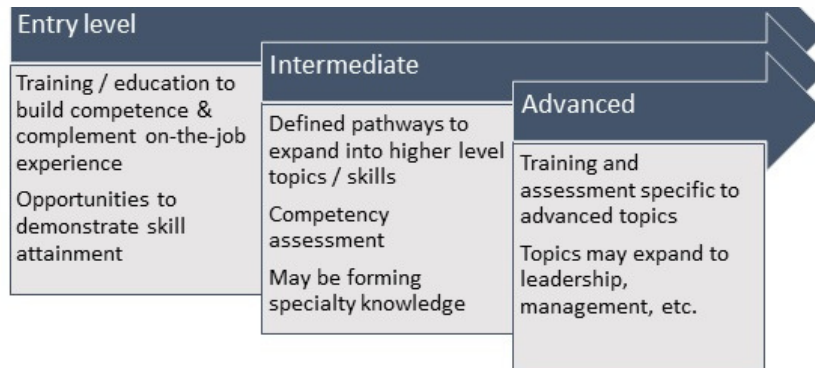 Entry level
Training / education to
build competence &
complement on-the-job
experience
Opportunities to
demonstrate skill
attainment
Intermediate
Defined pathways to
expand into higher level
topics / skills
Competency
assessment
May be forming
specialty knowledge
Advanced
Training and
assessment specific to
advanced topics
Topics may expand to
leadership,
management, etc.